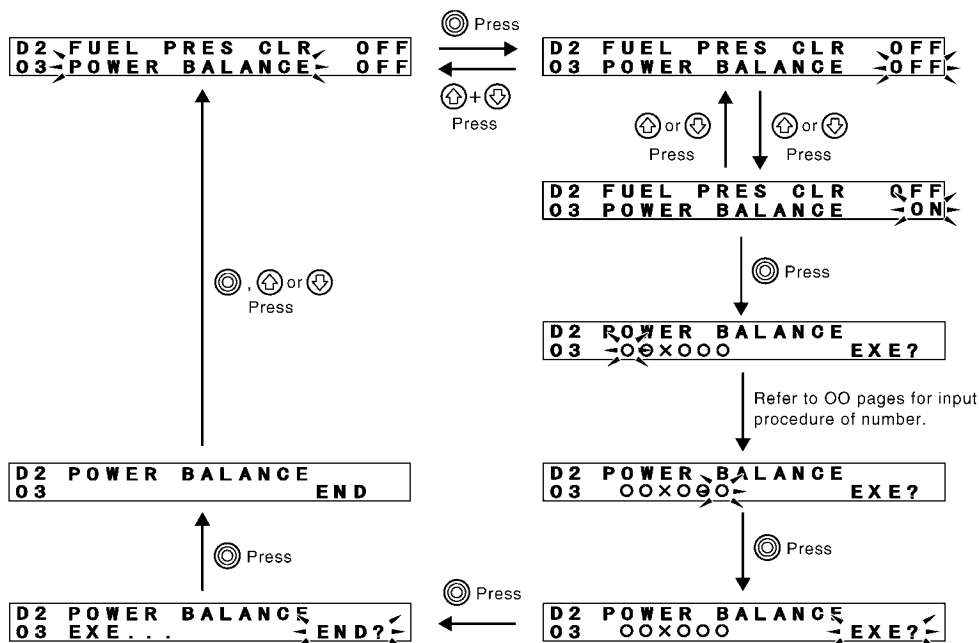 Press
D2 FUEL PRES CLR OFF
03 POWER BALANCE OFF
D2 FUEL PRES CLR OFF
03 POWER BALANCE OFF
+
Press
or
Press
or
Press
D2 FUEL PRES CLR OFF
03 POWER BALANCE ON
Press
, or
Press
D2 POWER BALANCE
03 OO×OOO EXE?
Refer to OO pages for input
procedure of number.
D2 POWER BALANCE
03 END
D2 POWER BALANCE
03 OO×OOO EXE?
Press
Press
Press
D2 POWER BALANCE
03 EXE... END?
D2 POWER BALANCE
03 OO×OOO EXE?